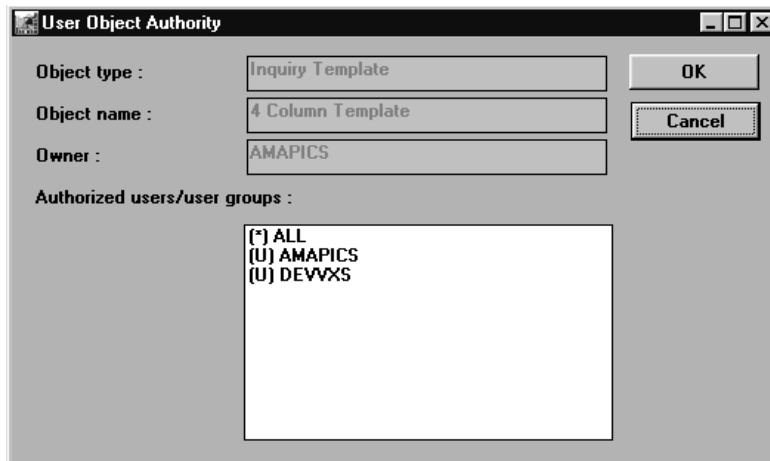 User Object Authority
Object type : Inquiry Template OK
Object name : 4 Column Template Cancel
Owner : AMAPICS
Authorized users/user groups :
(*) ALL
(U) AMAPICS
(U) DEVVXS